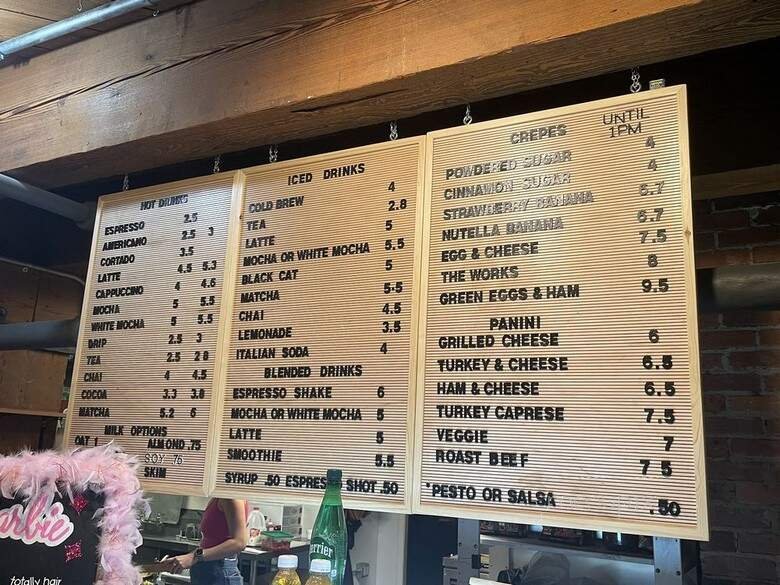 HOT DRINKS
ESPRESSO 2.5
AMERICANO 2.5 3
CORTADO 3.5
LATTE 4.5 5.3
CAPPUCCINO 4 4.6
MOCHA 5 5.5
WHITE MOCHA 5 5.5
DRIP 2.5 3
TEA 2.5 2 8
CHAI 4 4.5
COCOA 3.3 3.8
MATCHA 5.2 6
MILK OPTIONS
OAT 1 ALMOND .75
SOY .75
SKIM
ICED DRINKS
COLD BREW 4
TEA 2.8
LATTE 5
MOCHA OR WHITE MOCHA 5.5
BLACK CAT 5
MATCHA 5.5
CHAI 4.5
LEMONADE 3.5
ITALIAN SODA 4
BLENDED DRINKS
ESPRESSO SHAKE 6
MOCHA OR WHITE MOCHA 5
LATTE 5
SMOOTHIE 5.5
SYRUP .50 ESPRESS SHOT .50
CREPES UNTIL
1PM
POWDERED SUGAR 4
CINNAMON SUGAR 4
STRAWBERRY BANANA 6.7
NUTELLA BANANA 6.7
EGG & CHEESE 7.5
THE WORKS 8
GREEN EGGS & HAM 9.5
PANINI
GRILLED CHEESE 6
TURKEY & CHEESE 6.5
HAM & CHEESE 6.5
TURKEY CAPRESE 7.5
VEGGIE 7
ROAST BEEF 7 5
*PESTO OR SALSA .50
arbie
totally hair
errier